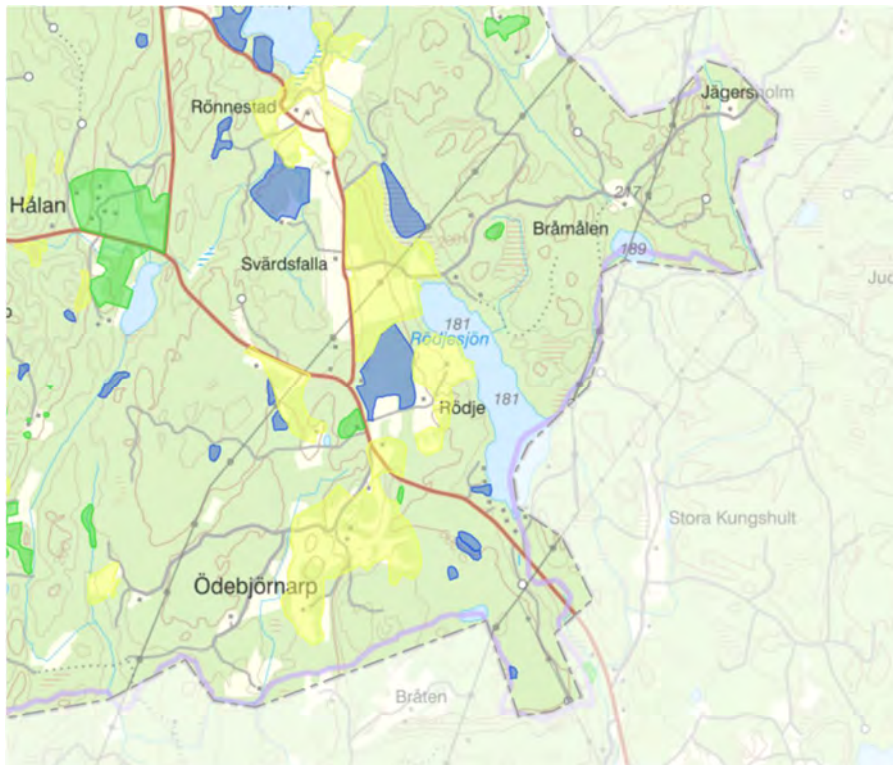 Rönnestad
Jägersholm
Hålan
217
Bråmålen
189
Svärdsfalla
181
Rödjesjön
181
Rödje
Stora Kungshult
Ödebjörnarp
Bråten